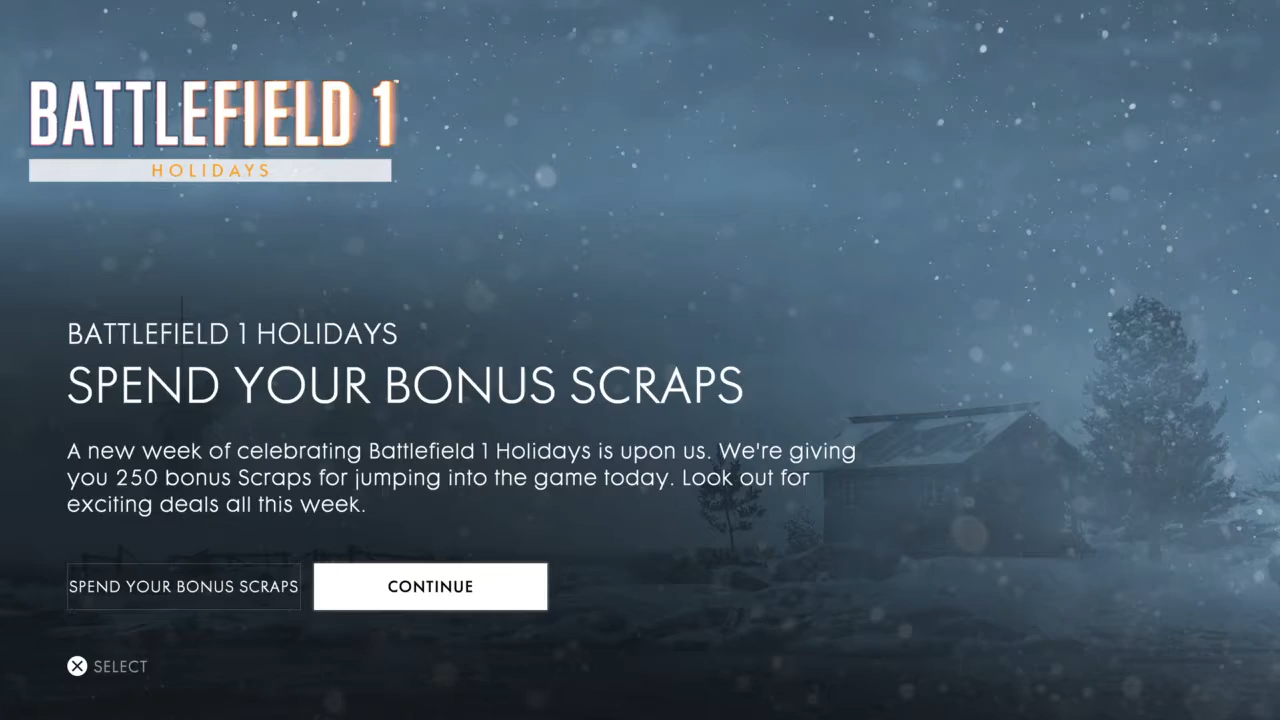 BATTLEFIELD 1
HOLIDAYS
BATTLEFIELD 1 HOLIDAYS
SPEND YOUR BONUS SCRAPS
A new week of celebrating Battlefield 1 Holidays is upon us. We're giving
you 250 bonus Scraps for jumping into the game today. Look out for
exciting deals all this week.
SPEND YOUR BONUS SCRAPS
CONTINUE
SELECT